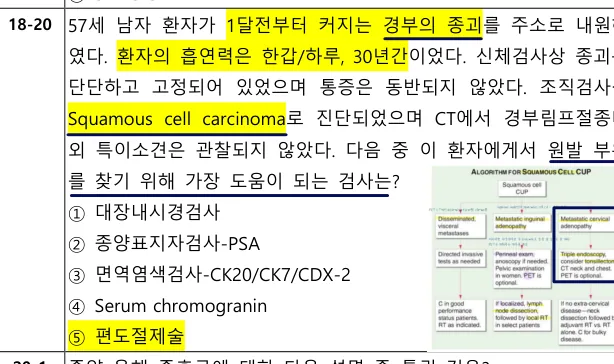 18-20
57세 남자 환자가 1달전부터 커지는 경부의 종괴를 주소로 내원하
였다. 환자의 흡연력은 한갑/하루, 30년간이었다. 신체검사상 종괴는
단단하고 고정되어 있었으며 통증은 동반되지 않았다. 조직검사
Squamous cell carcinoma로 진단되었으며 CT에서 경부림프절종대
외 특이소견은 관찰되지 않았다. 다음 중 이 환자에게서 원발 부위
를 찾기 위해 가장 도움이 되는 검사는?
① 대장내시경검사
② 종양표지자검사-PSA
③ 면역염색검사-CK20/CK7/CDX-2
④ Serum chromogranin
⑤ 편도절제술
ALGORITHM FOR SQUAMOUS CELL CUP
Squamous cell
CUP
Disseminated,
visceral
metastases
Directed invasive
tests as needed
C in good
performance
status patients.
RT as indicated.
Metastatic inguinal
adenopathy
Perineal exam;
anoscopy if needed.
Pelvic examination
in women. PET is
optional.
If localized, lymph
node dissection;
followed by local RT
in select patients
Metastatic cervical
adenopathy
Triple endoscopy,
consider tonsillectomy
CT neck and chest.
PET is optional.
If no extra-cervical
disease—neck
dissection followed by
adjuvant RT vs. RT
alone. C for bulky
disease.